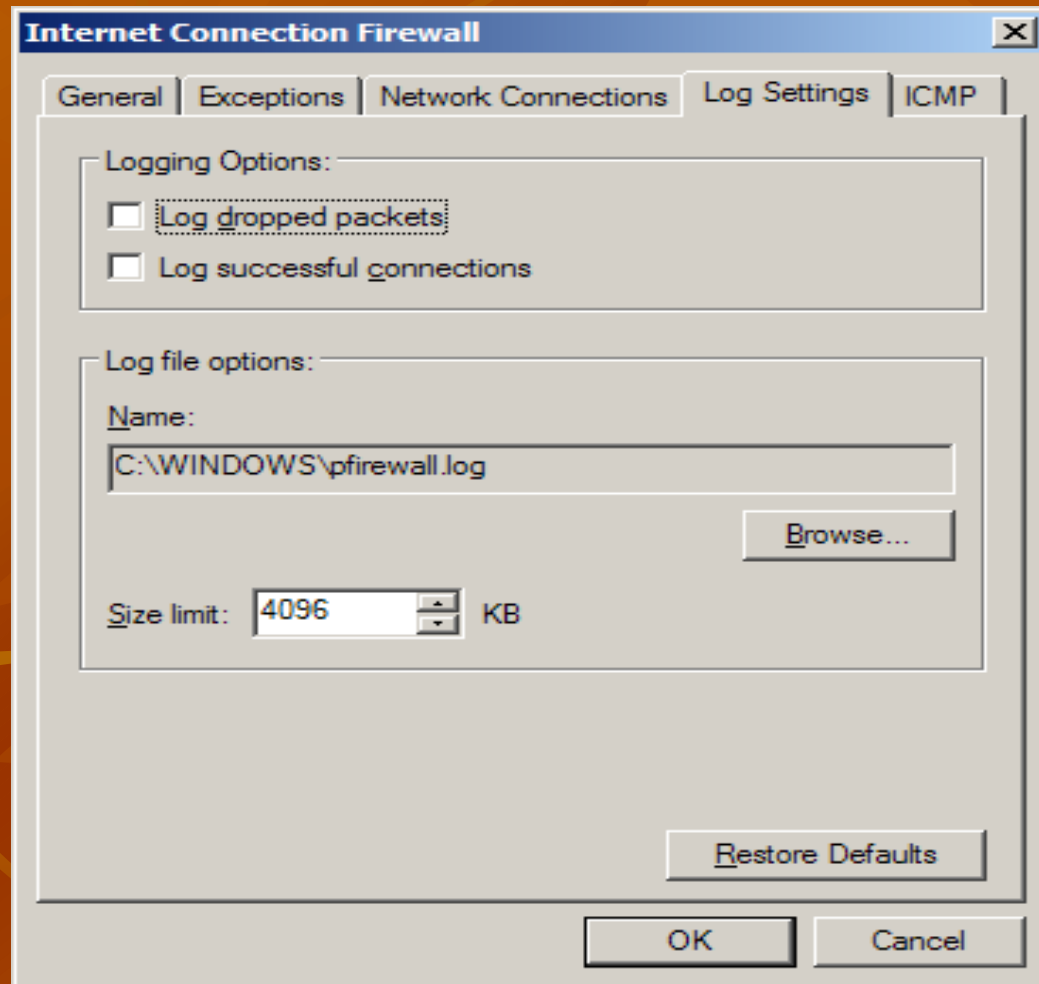 Internet Connection Firewall
General Exceptions Network Connections Log Settings ICMP
Logging Options:
Log dropped packets
Log successful connections
Log file options:
Name:
C:\WINDOWS\pfirewall.log
Browse...
Size limit: 4096 KB
Restore Defaults
OK Cancel